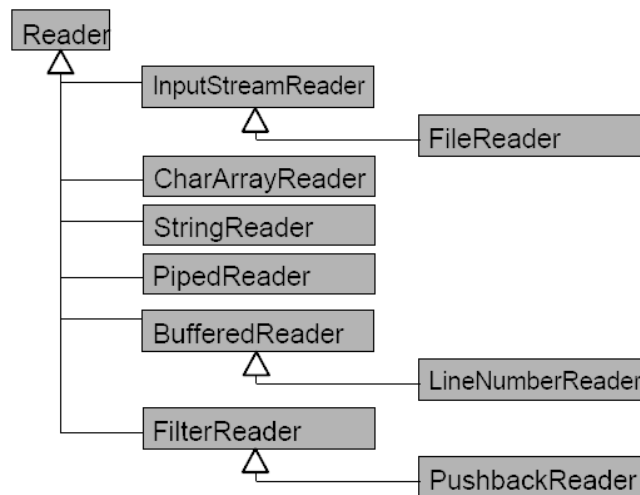 Reader
InputStreamReader
FileReader
CharArrayReader
StringReader
PipedReader
BufferedReader
LineNumberReader
FilterReader
PushbackReader